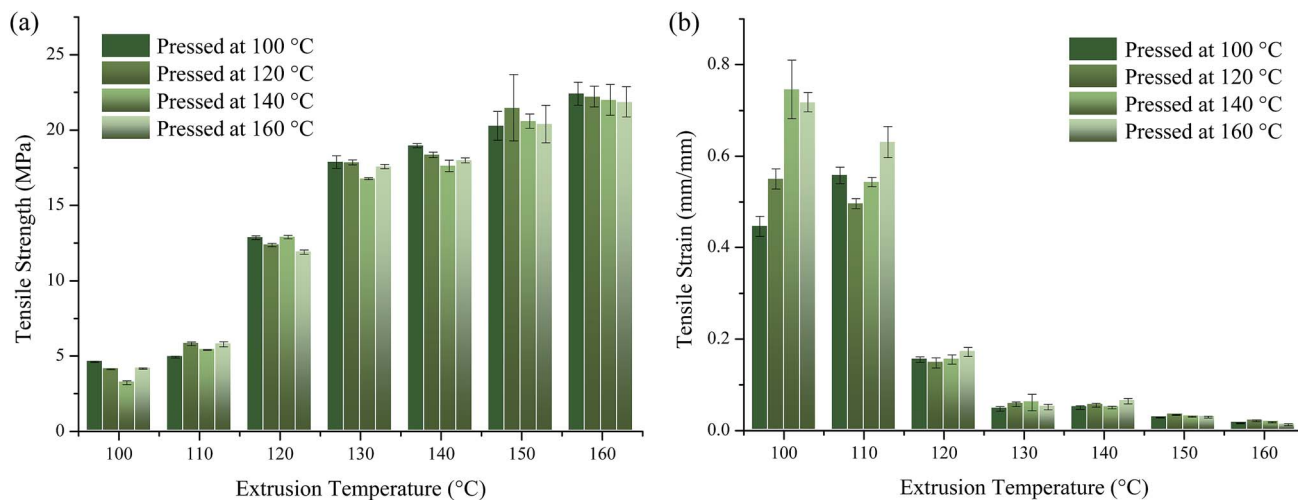 (a)
Pressed at 100 °C
Pressed at 120 °C
Pressed at 140 °C
Pressed at 160 °C
Tensile Strength (MPa)
25
20
15
10
5
0
100 110 120 130 140 150 160
Extrusion Temperature (°C)
(b)
Pressed at 100 °C
Pressed at 120 °C
Pressed at 140 °C
Pressed at 160 °C
Tensile Strain (mm/mm)
0.8
0.6
0.4
0.2
0.0
100 110 120 130 140 150 160
Extrusion Temperature (°C)